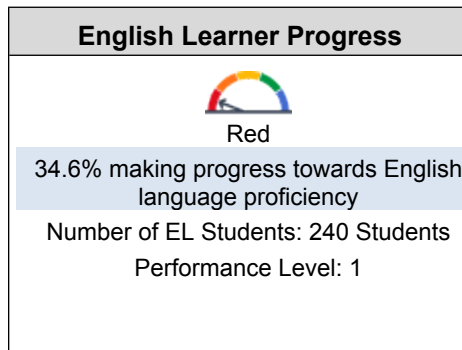 English Learner Progress
Red
34.6% making progress towards English
language proficiency
Number of EL Students: 240 Students
Performance Level: 1